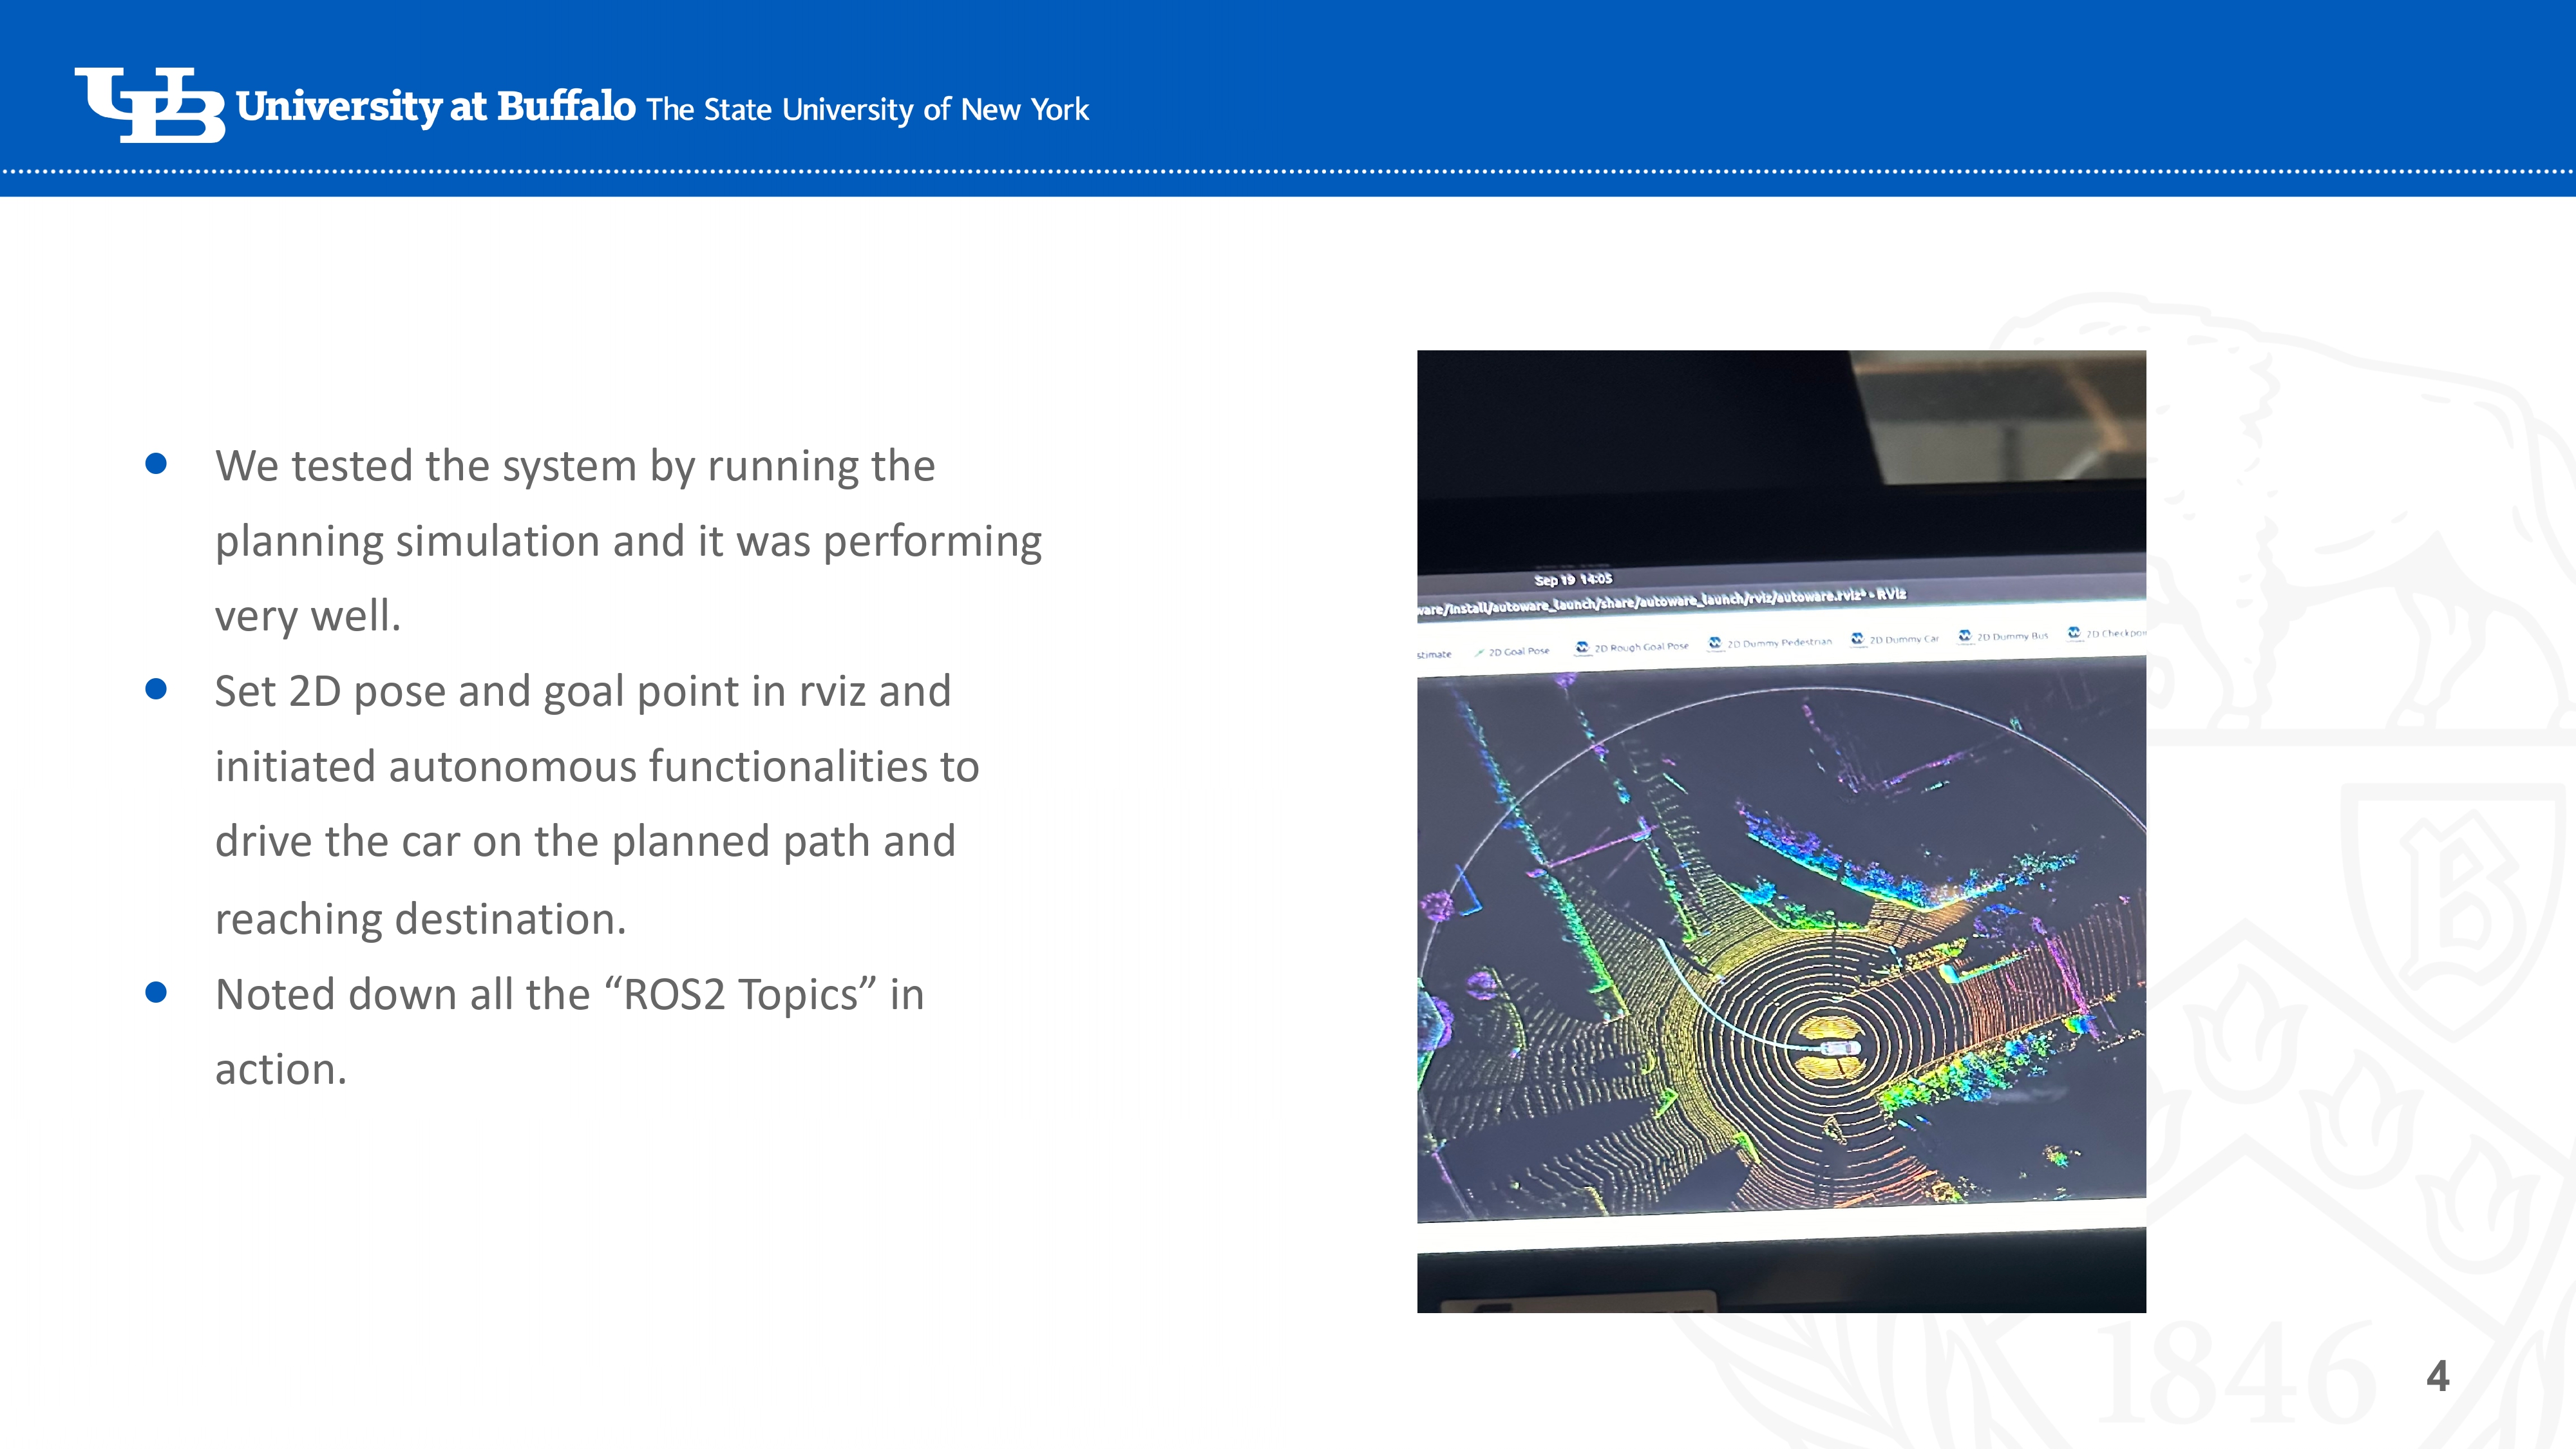 University at Buffalo The State University of New York
● We tested the system by running the
planning simulation and it was performing
very well.
● Set 2D pose and goal point in rviz and
initiated autonomous functionalities to
drive the car on the planned path and
reaching destination.
● Noted down all the “ROS2 Topics” in
action.
Sep 19 14:05
ware/install/autoware_launch/share/autoware_launch/rviz/autoware.rviz* - RViz
stimate 2D Goal Pose 2D Rough Goal Pose 2D Dummy Pedestrian 2D Dummy Car 2D Dummy Bus 2D Checkpoi
1846
4